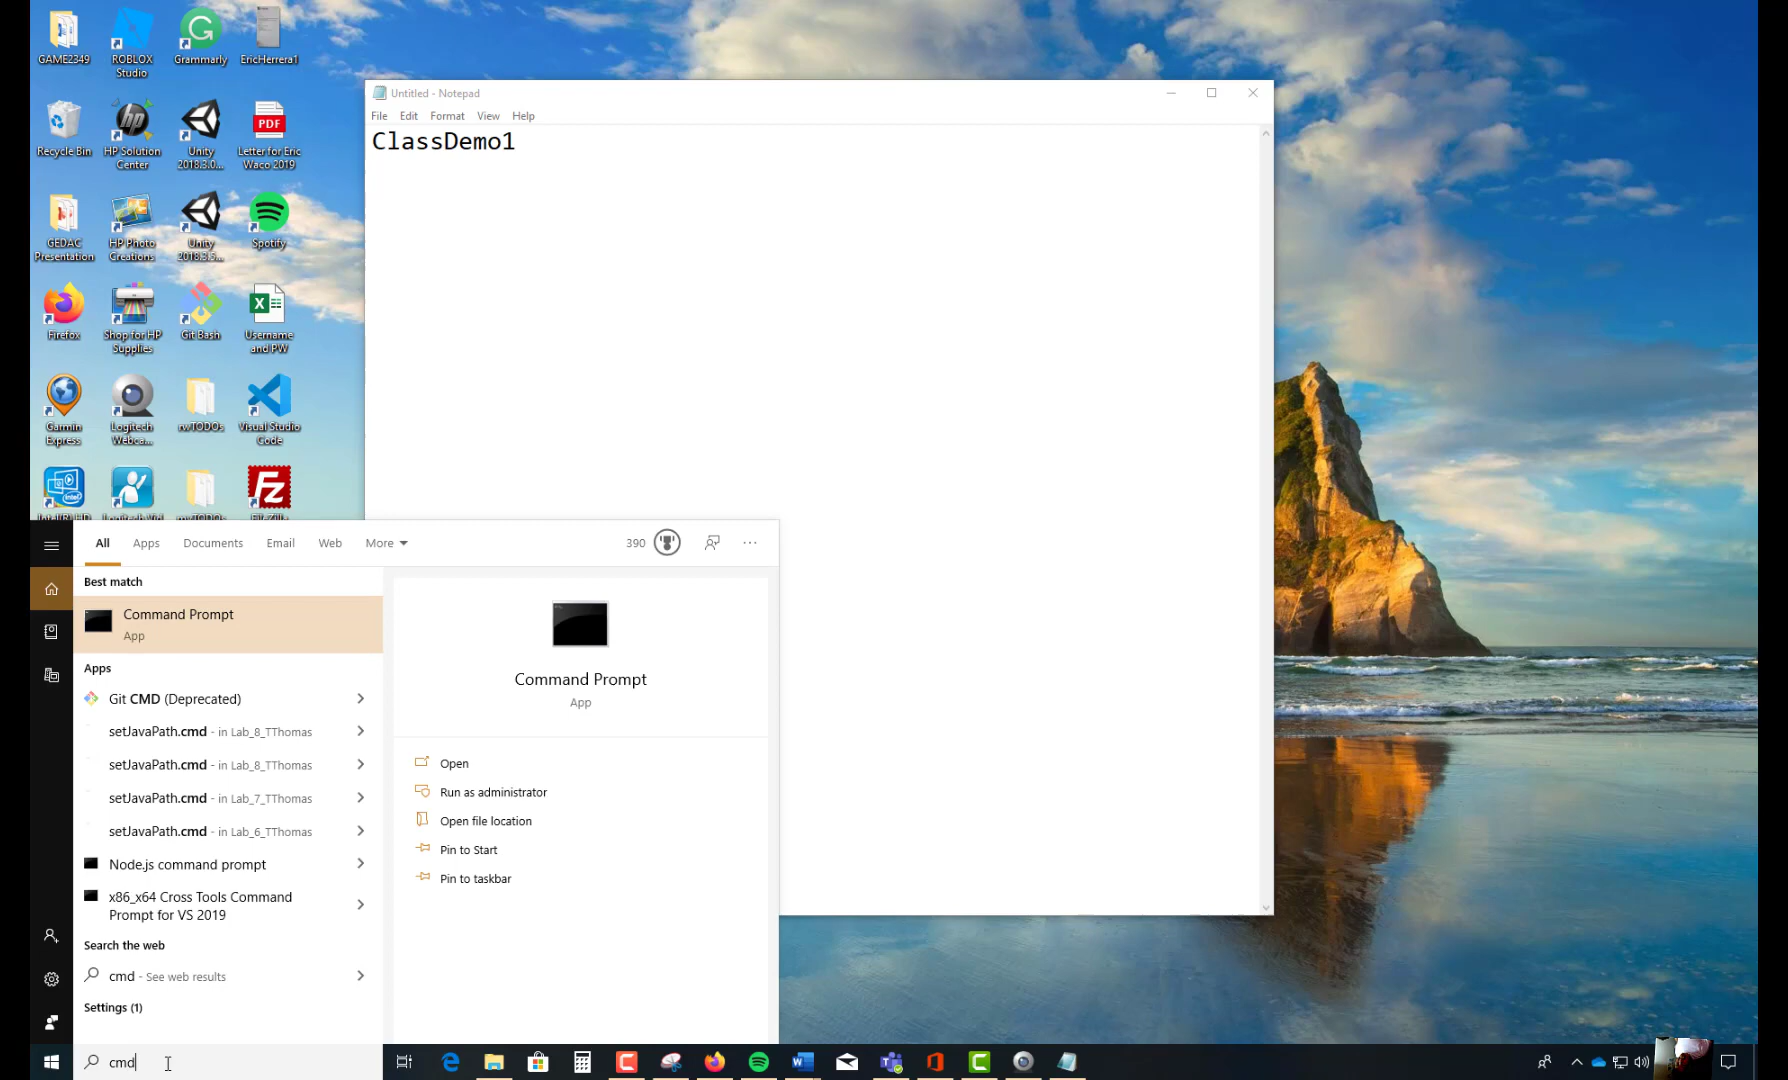 GAME2349
ROBLOX
Studio
Grammarly
EricHerrera1
Recycle Bin
HP Solution
Center
Unity
2018.3.0...
PDF
Letter for Eric
Waco 2019
GEDAC
Presentation
HP Photo
Creations
Unity
2018.3.5...
Spotify
Firefox
Shop for HP
Supplies
Git Bash
Username
and PW
Garmin
Express
Logitech
Webca...
rwTODOs
Visual Studio
Code
Untitled - Notepad
File Edit Format View Help
ClassDemo1
All Apps Documents Email Web More
390
Best match
Command Prompt
App
Apps
Git CMD (Deprecated)
setJavaPath.cmd - in Lab_8_TThomas
setJavaPath.cmd - in Lab_8_TThomas
setJavaPath.cmd - in Lab_7_TThomas
setJavaPath.cmd - in Lab_6_TThomas
Node.js command prompt
x86_x64 Cross Tools Command
Prompt for VS 2019
Search the web
cmd - See web results
Settings (1)
Command Prompt
App
Open
Run as administrator
Open file location
Pin to Start
Pin to taskbar
cmd